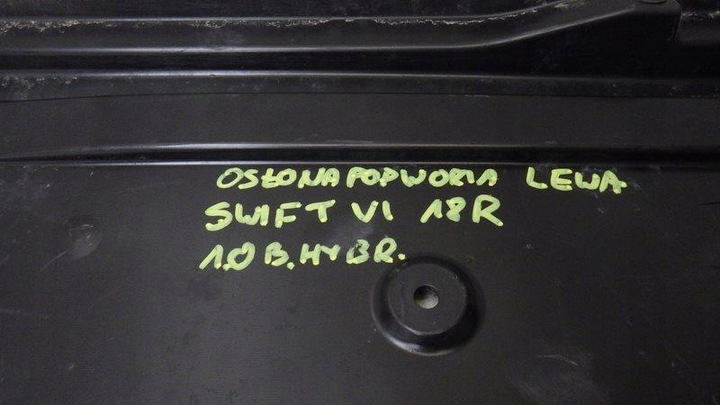 OSŁONA PODWOZIA LEWA
SWIFT VI 18R
1.0 B. HYBR.